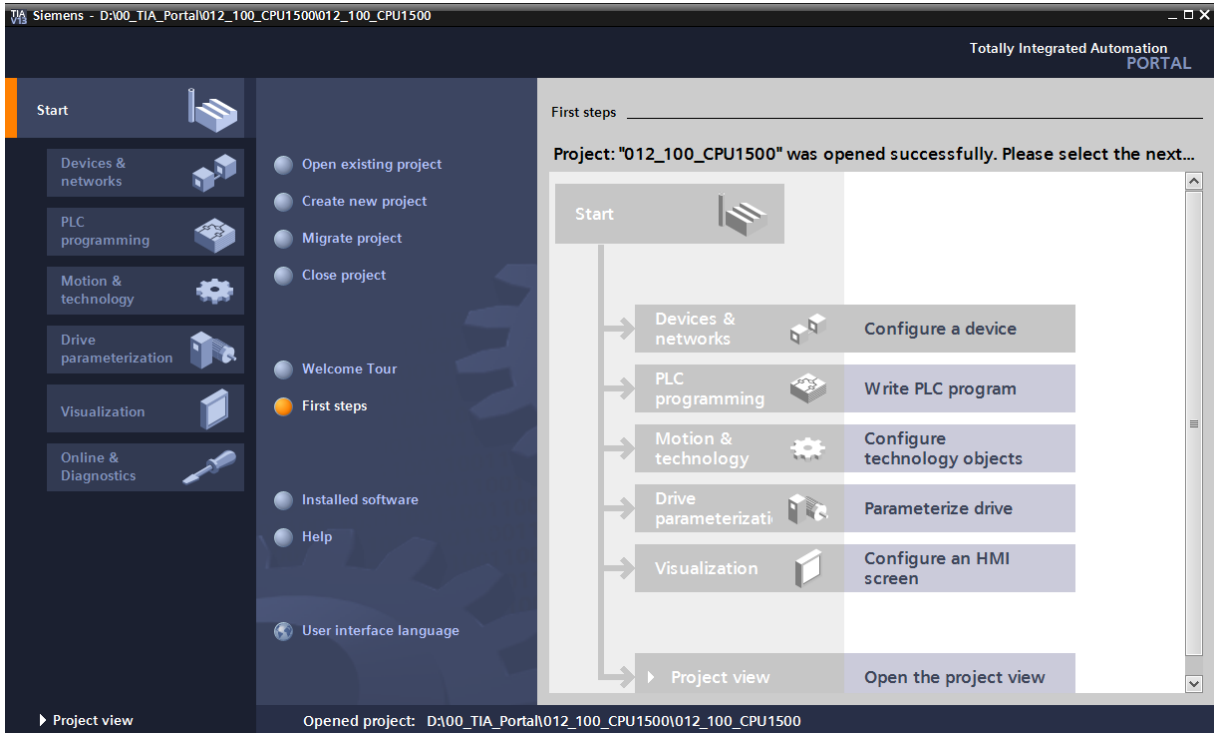 TIA
V13
Siemens - D:\00_TIA_Portal\012_100_CPU1500\012_100_CPU1500
Totally Integrated Automation
PORTAL
Start
Devices &
networks
PLC
programming
Motion &
technology
Drive
parameterization
Visualization
Online &
Diagnostics
Project view
Open existing project
Create new project
Migrate project
Close project
Welcome Tour
First steps
Installed software
Help
User interface language
First steps
Project: "012_100_CPU1500" was opened successfully. Please select the next...
Start
Devices &
networks
Configure a device
PLC
programming
Write PLC program
Motion &
technology
Configure
technology objects
Drive
parameterizati
Parameterize drive
Visualization
Configure an HMI
screen
Project view
Open the project view
Opened project: D:\00_TIA_Portal\012_100_CPU1500\012_100_CPU1500